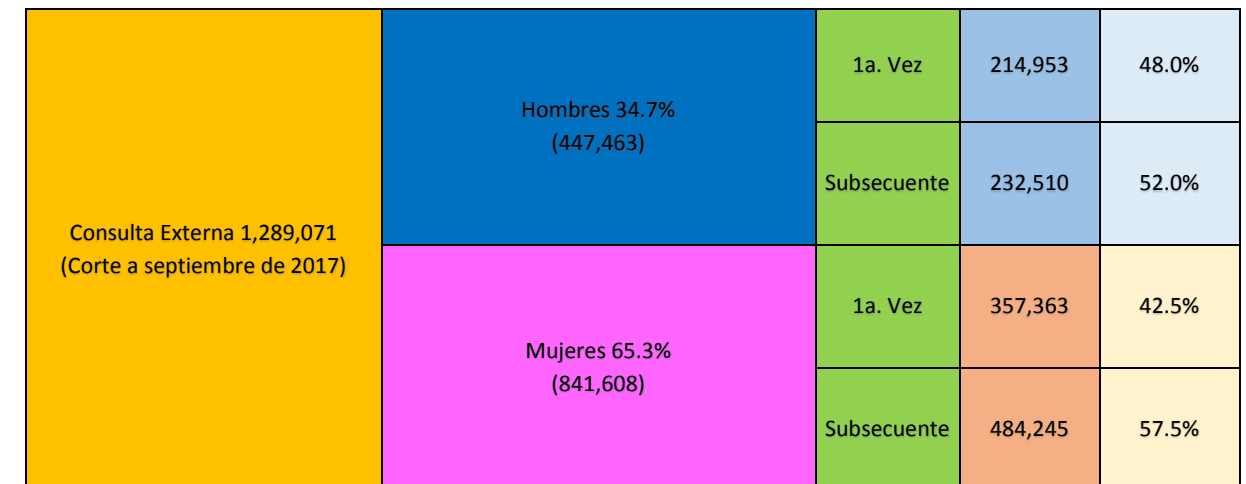 Consulta Externa 1,289,071
(Corte a septiembre de 2017)
Hombres 34.7%
(447,463)
1a. Vez 214,953 48.0%
Subsecuente 232,510 52.0%
Mujeres 65.3%
(841,608)
1a. Vez 357,363 42.5%
Subsecuente 484,245 57.5%